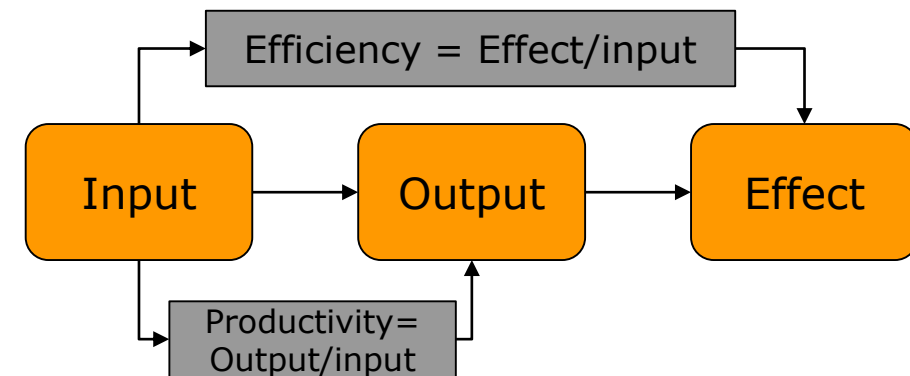 Efficiency = Effect/input
Input
Output
Effect
Productivity=
Output/input